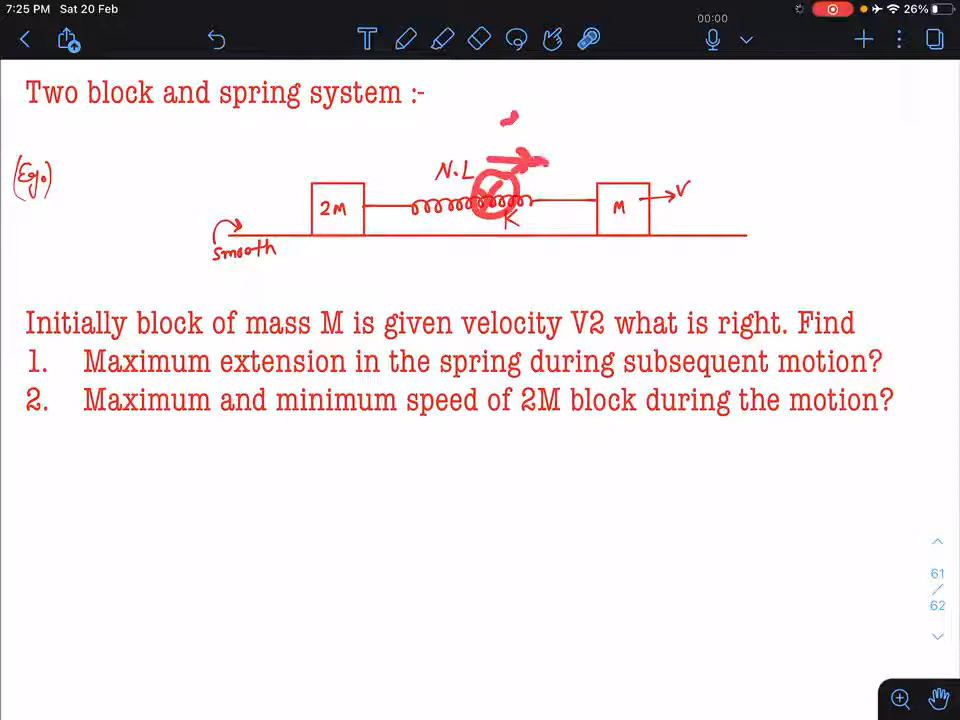 7:25 PM Sat 20 Feb
26%
00:00
T
Two block and spring system :-
(Eg.)
N.L
2M
K
M
V
smooth
Initially block of mass M is given velocity V2 what is right. Find
1. Maximum extension in the spring during subsequent motion?
2. Maximum and minimum speed of 2M block during the motion?
61
/
62